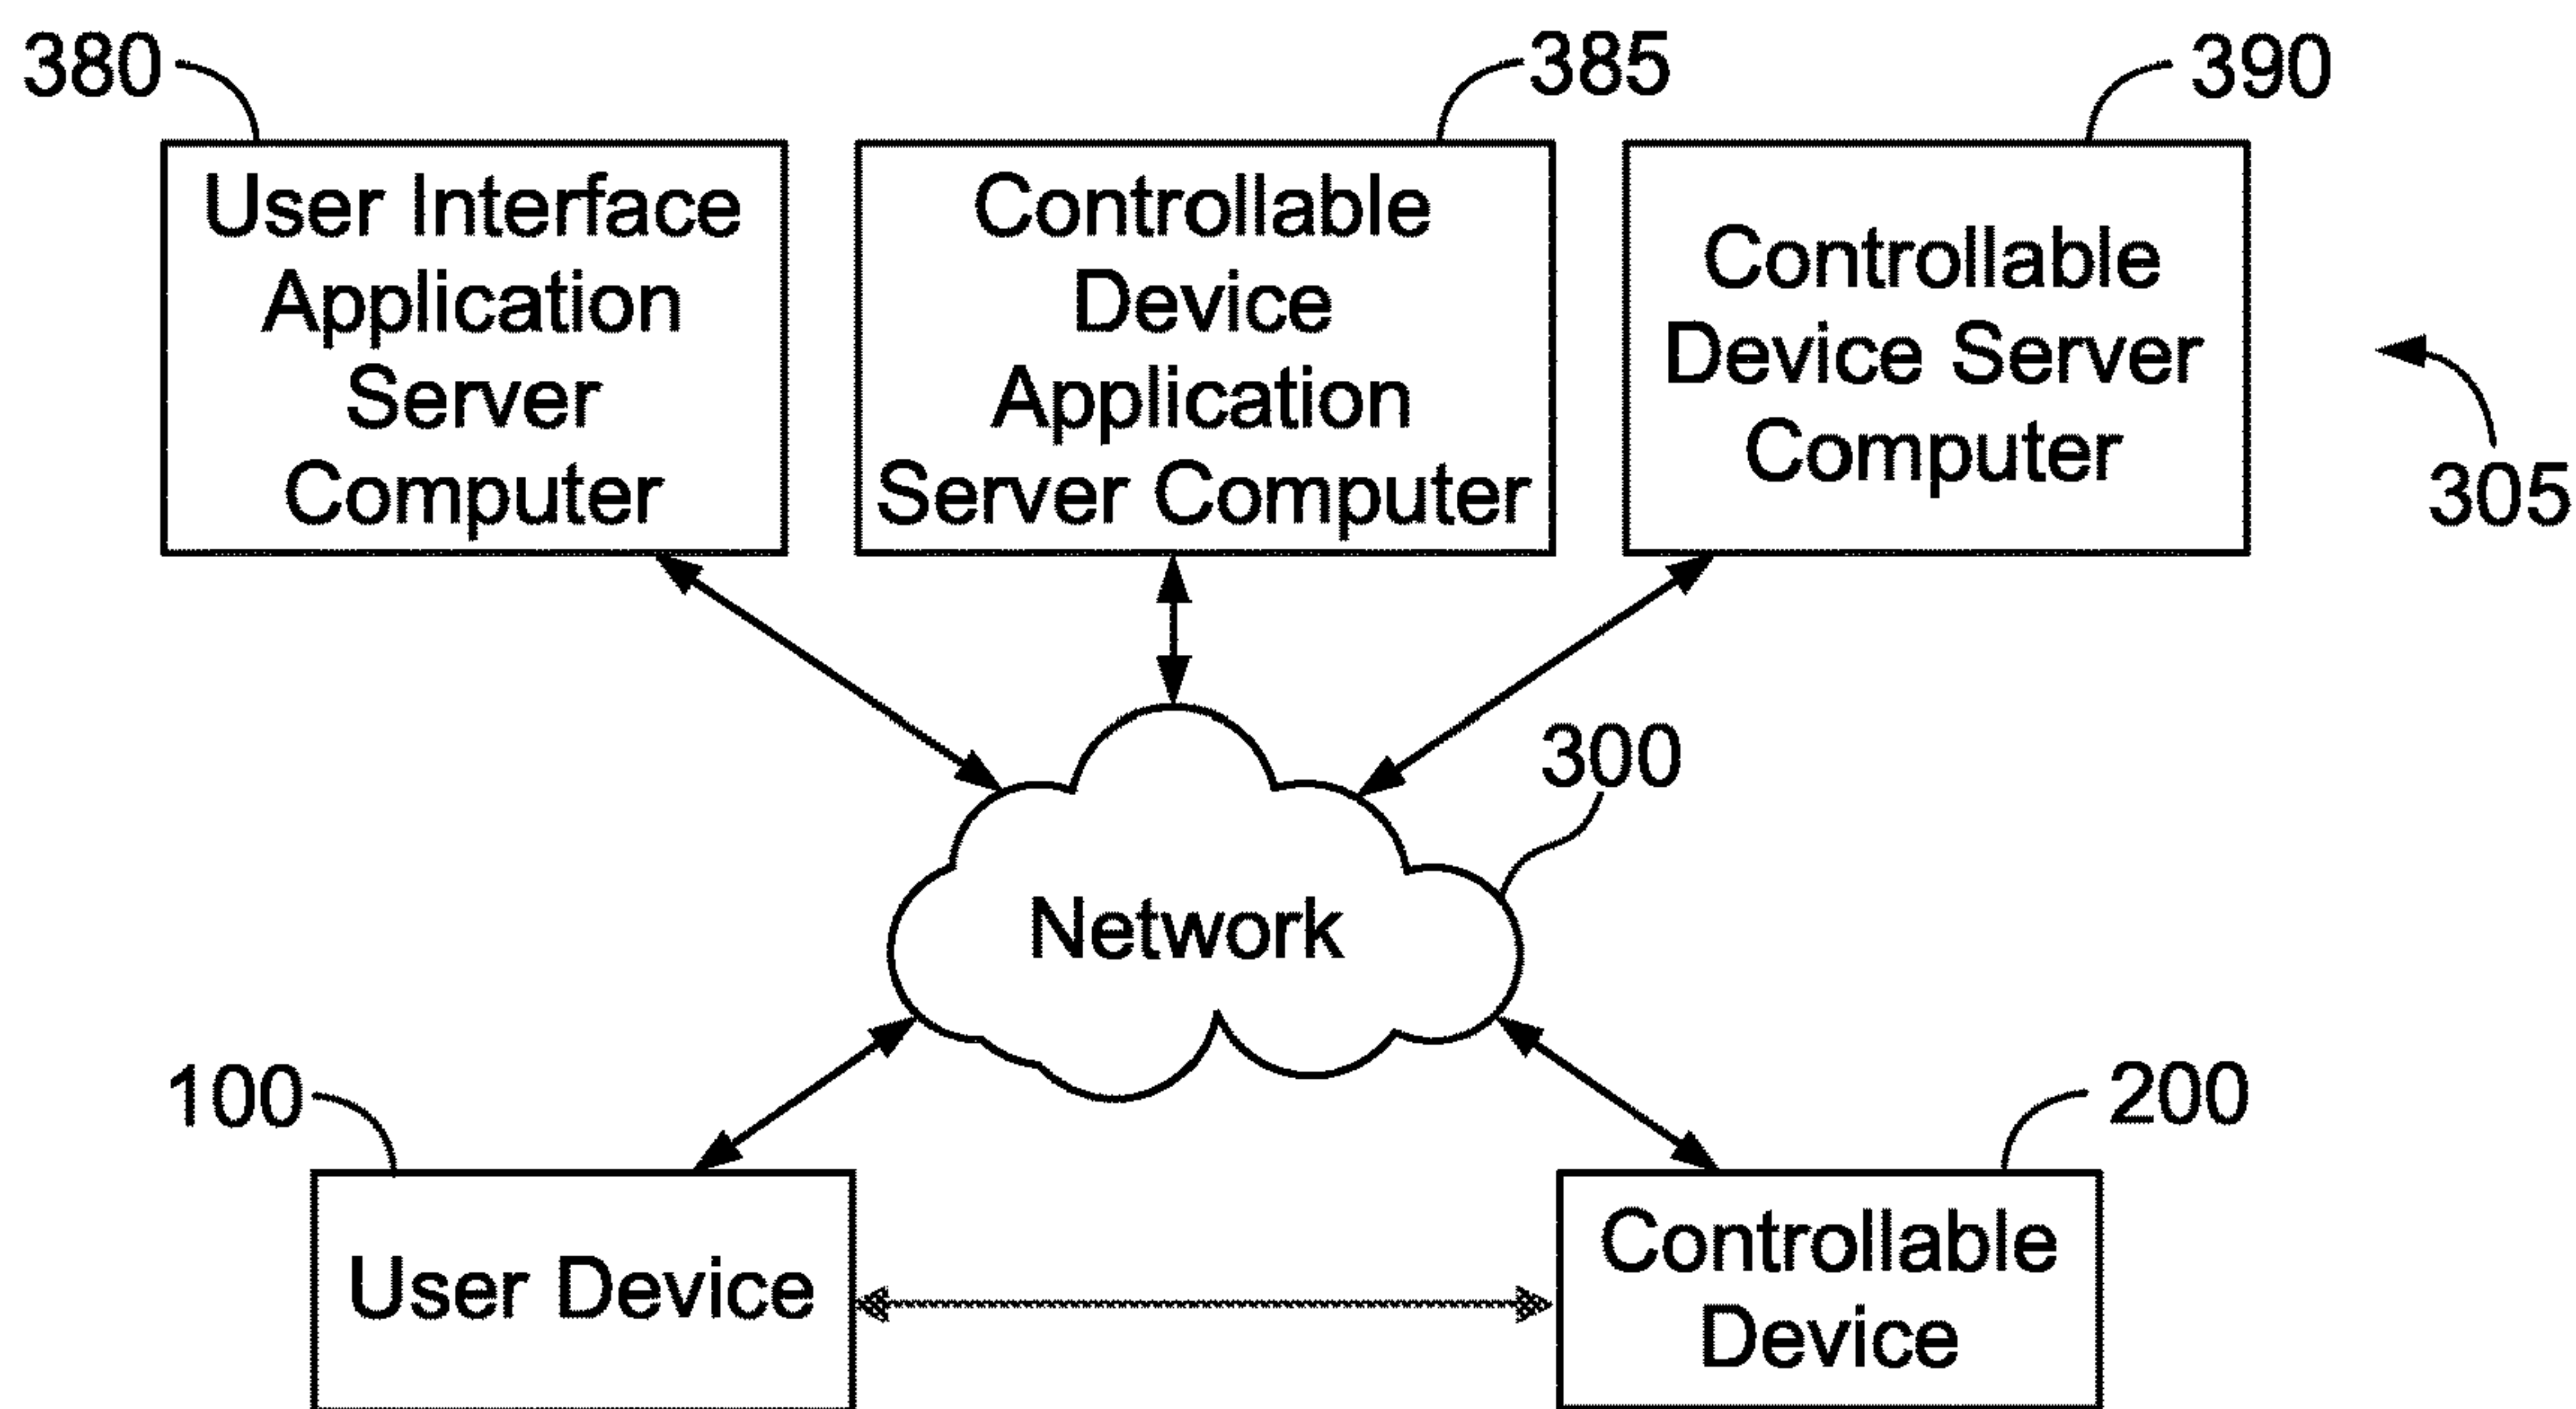 380
385
390
User Interface
Application
Server
Computer
Controllable
Device
Application
Server Computer
Controllable
Device Server
Computer
305
300
Network
100
200
User Device
Controllable
Device